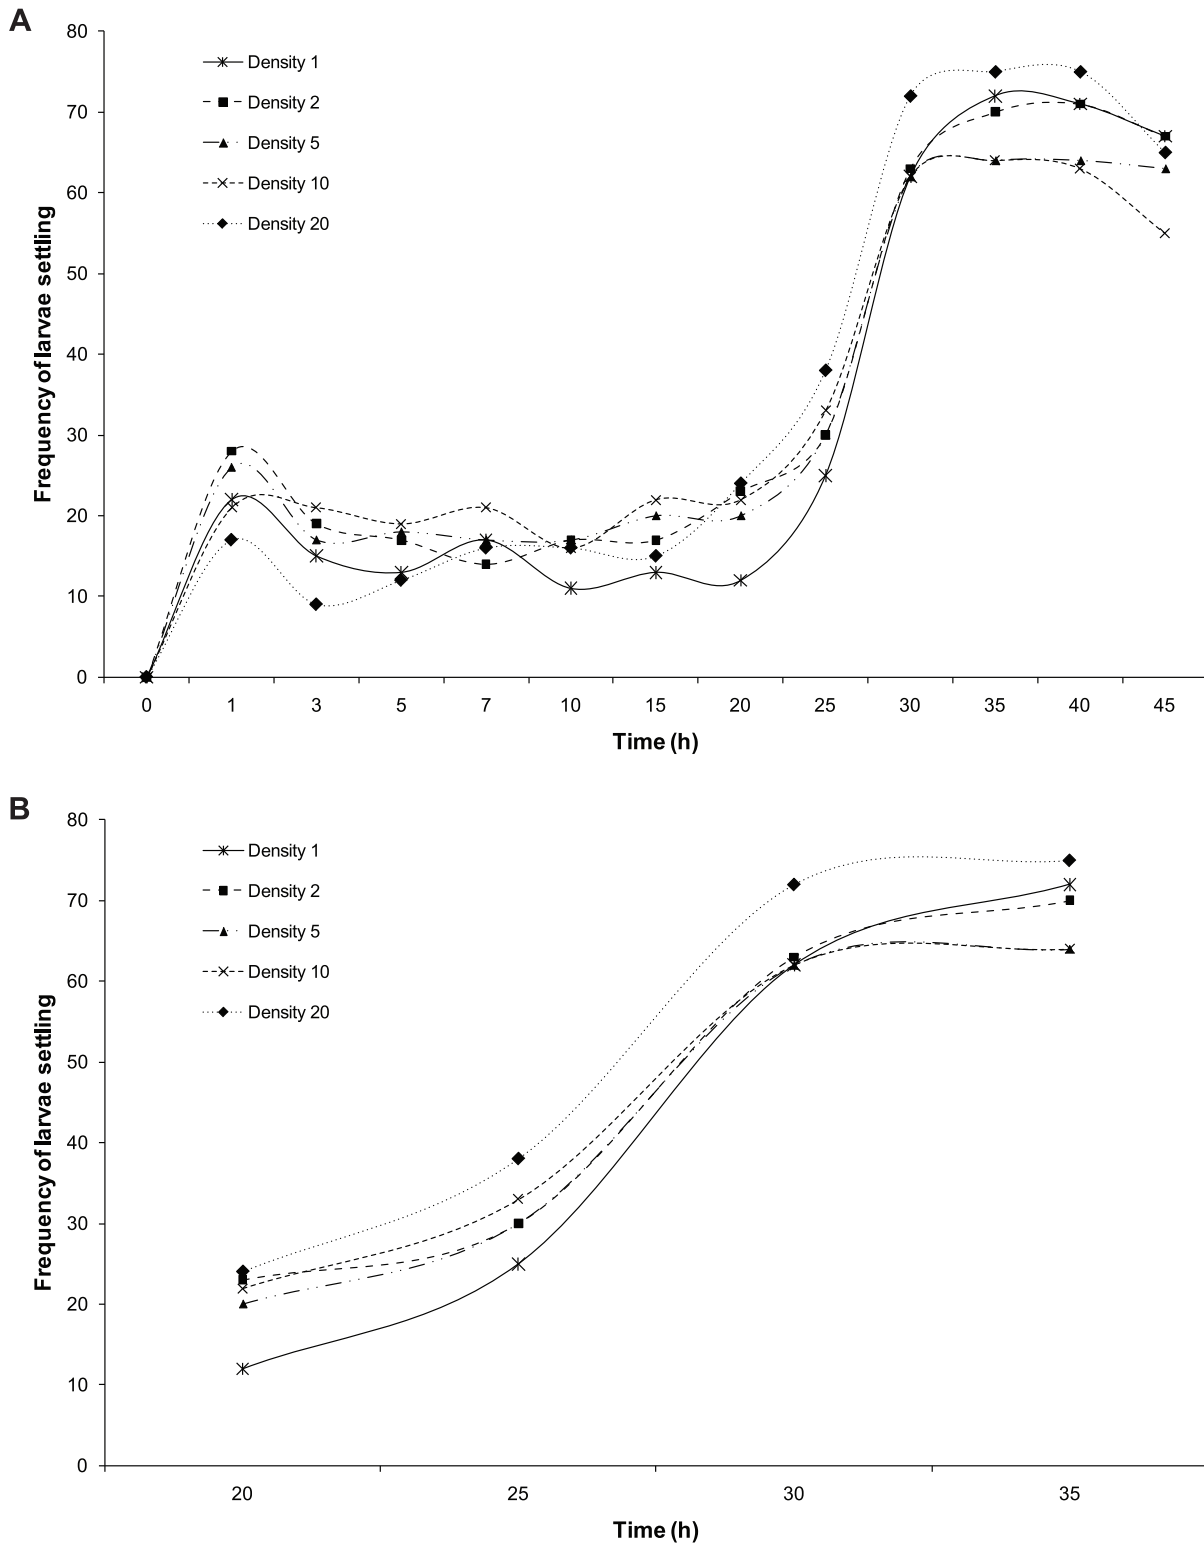 A
80
70
60
50
40
30
20
10
0
Frequency of larvae settling
Density 1
Density 2
Density 5
Density 10
Density 20
0 1 3 5 7 10 15 20 25 30 35 40 45
Time (h)
B
80
70
60
50
40
30
20
10
0
Frequency of larvae settling
Density 1
Density 2
Density 5
Density 10
Density 20
20 25 30 35
Time (h)